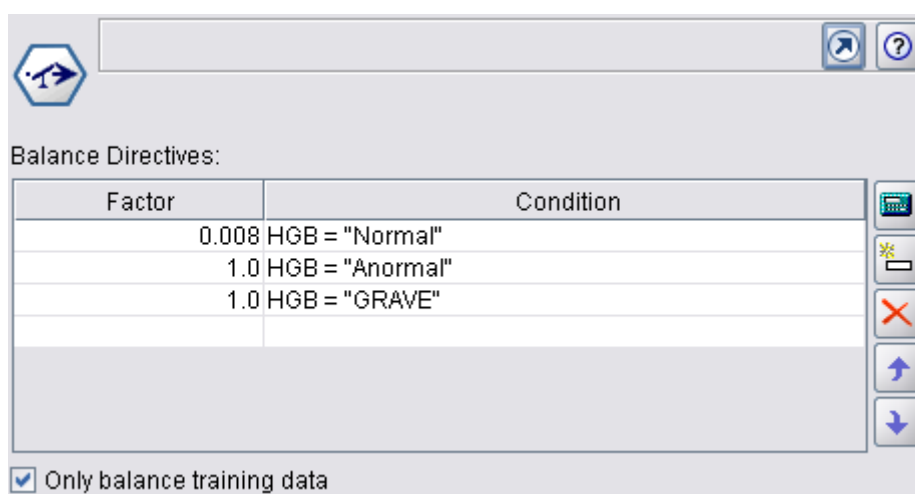 ?
Balance Directives:
Factor Condition
0.008 HGB = "Normal"
1.0 HGB = "Anormal"
1.0 HGB = "GRAVE"
Only balance training data